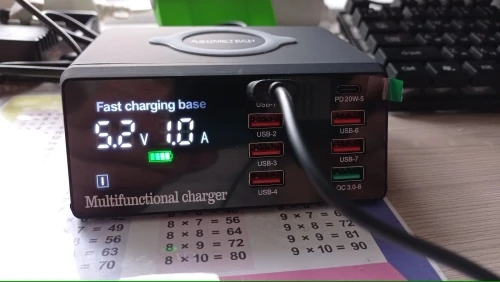 Fast charging base
5.2 V 1.0 A
Multifunctional charger
USB-1
USB-2
USB-3
USB-4
PD 20W-5
USB-6
USB-7
QC 3.0-8
63
64
8 × 7 = 56
8 × 8 = 64
8 × 9 = 72
8 × 10 = 80
9 × 7 = 63
9 × 8 = 72
9 × 9 = 81
9 × 10 = 90
= 56
= 63
= 70